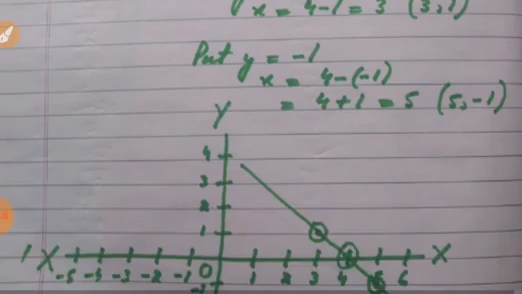 x = 4-1 = 3 (3,1)
Put y = -1
x = 4-(-1)
= 4+1 = 5 (5,-1)
Y
4
3
2
1
X
-5 -4 -3 -2 -1 0 1 2 3 4 5 6 X
-1